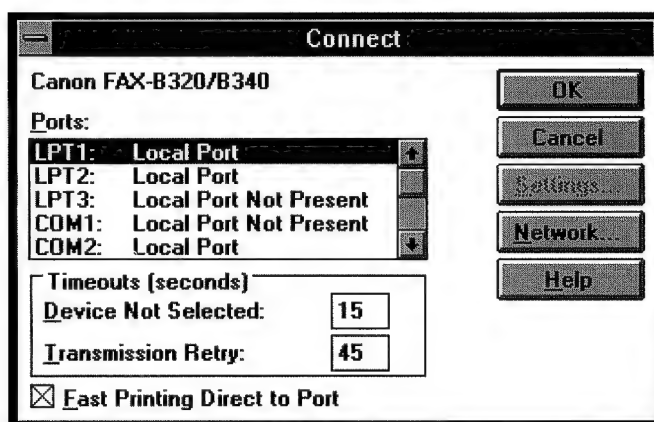 Connect
Canon FAX-B320/B340
Ports:
LPT1: Local Port
LPT2: Local Port
LPT3: Local Port Not Present
COM1: Local Port Not Present
COM2: Local Port
Timeouts (seconds)
Device Not Selected: 15
Transmission Retry: 45
Fast Printing Direct to Port
OK
Cancel
Settings...
Network...
Help